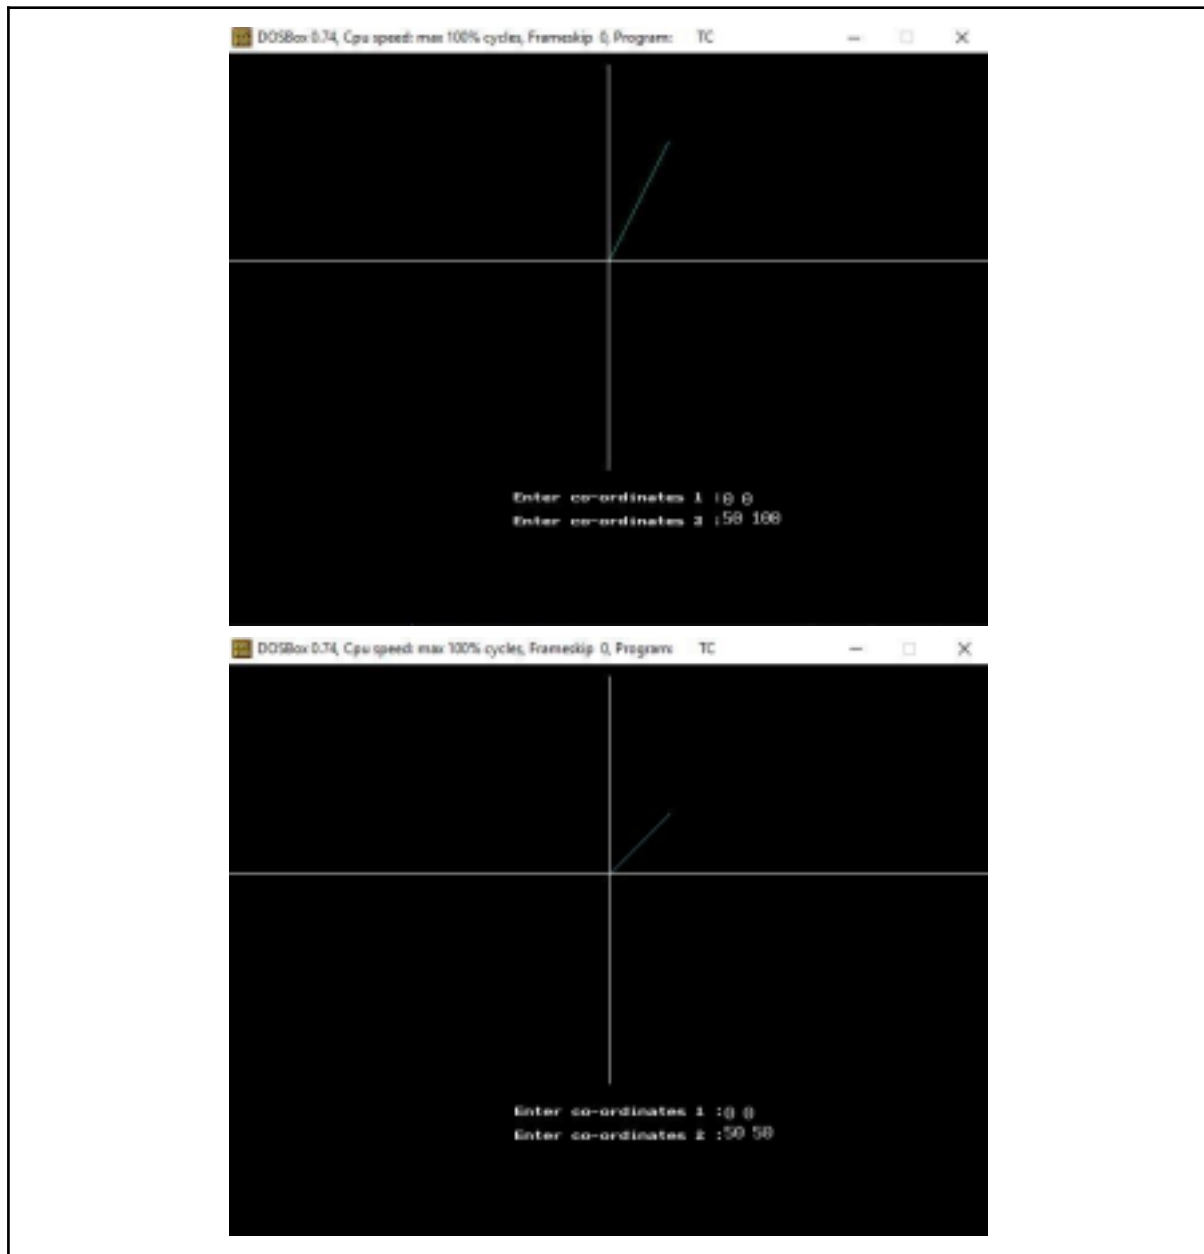 DOSBox 0.74, Cpu speed: max 100% cycles, Frameskip 0, Program: TC
Enter co-ordinates 1 :0 0
Enter co-ordinates 2 :50 100
DOSBox 0.74, Cpu speed: max 100% cycles, Frameskip 0, Program: TC
Enter co-ordinates 1 :0 0
Enter co-ordinates 2 :50 50